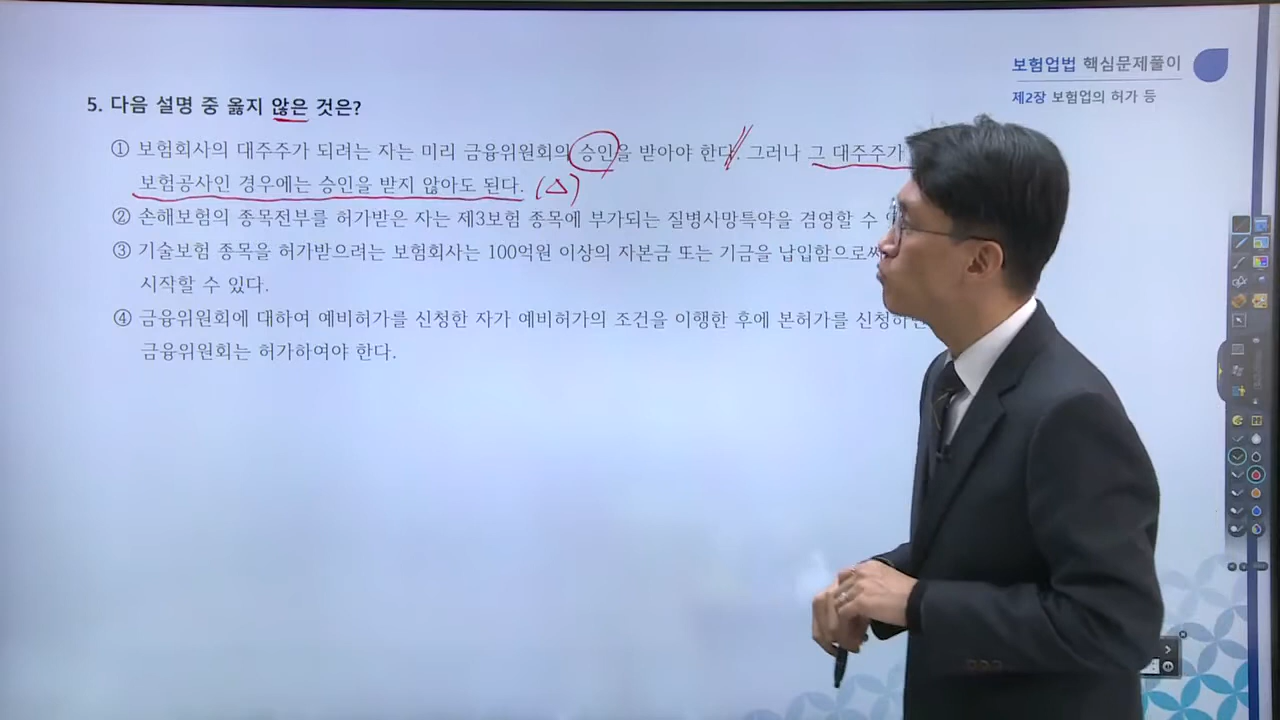 보험업법 핵심문제풀이
제2장 보험업의 허가 등
5. 다음 설명 중 옳지 않은 것은?
① 보험회사의 대주주가 되려는 자는 미리 금융위원회의 승인을 받아야 한다. 그러나 그 대주주가
보험공사인 경우에는 승인을 받지 않아도 된다. (△)
② 손해보험의 종목전부를 허가받은 자는 제3보험 종목에 부가되는 질병사망특약을 겸영할 수
③ 기술보험 종목을 허가받으려는 보험회사는 100억원 이상의 자본금 또는 기금을 납입함으로써
시작할 수 있다.
④ 금융위원회에 대하여 예비허가를 신청한 자가 예비허가의 조건을 이행한 후에 본허가를
금융위원회는 허가하여야 한다.